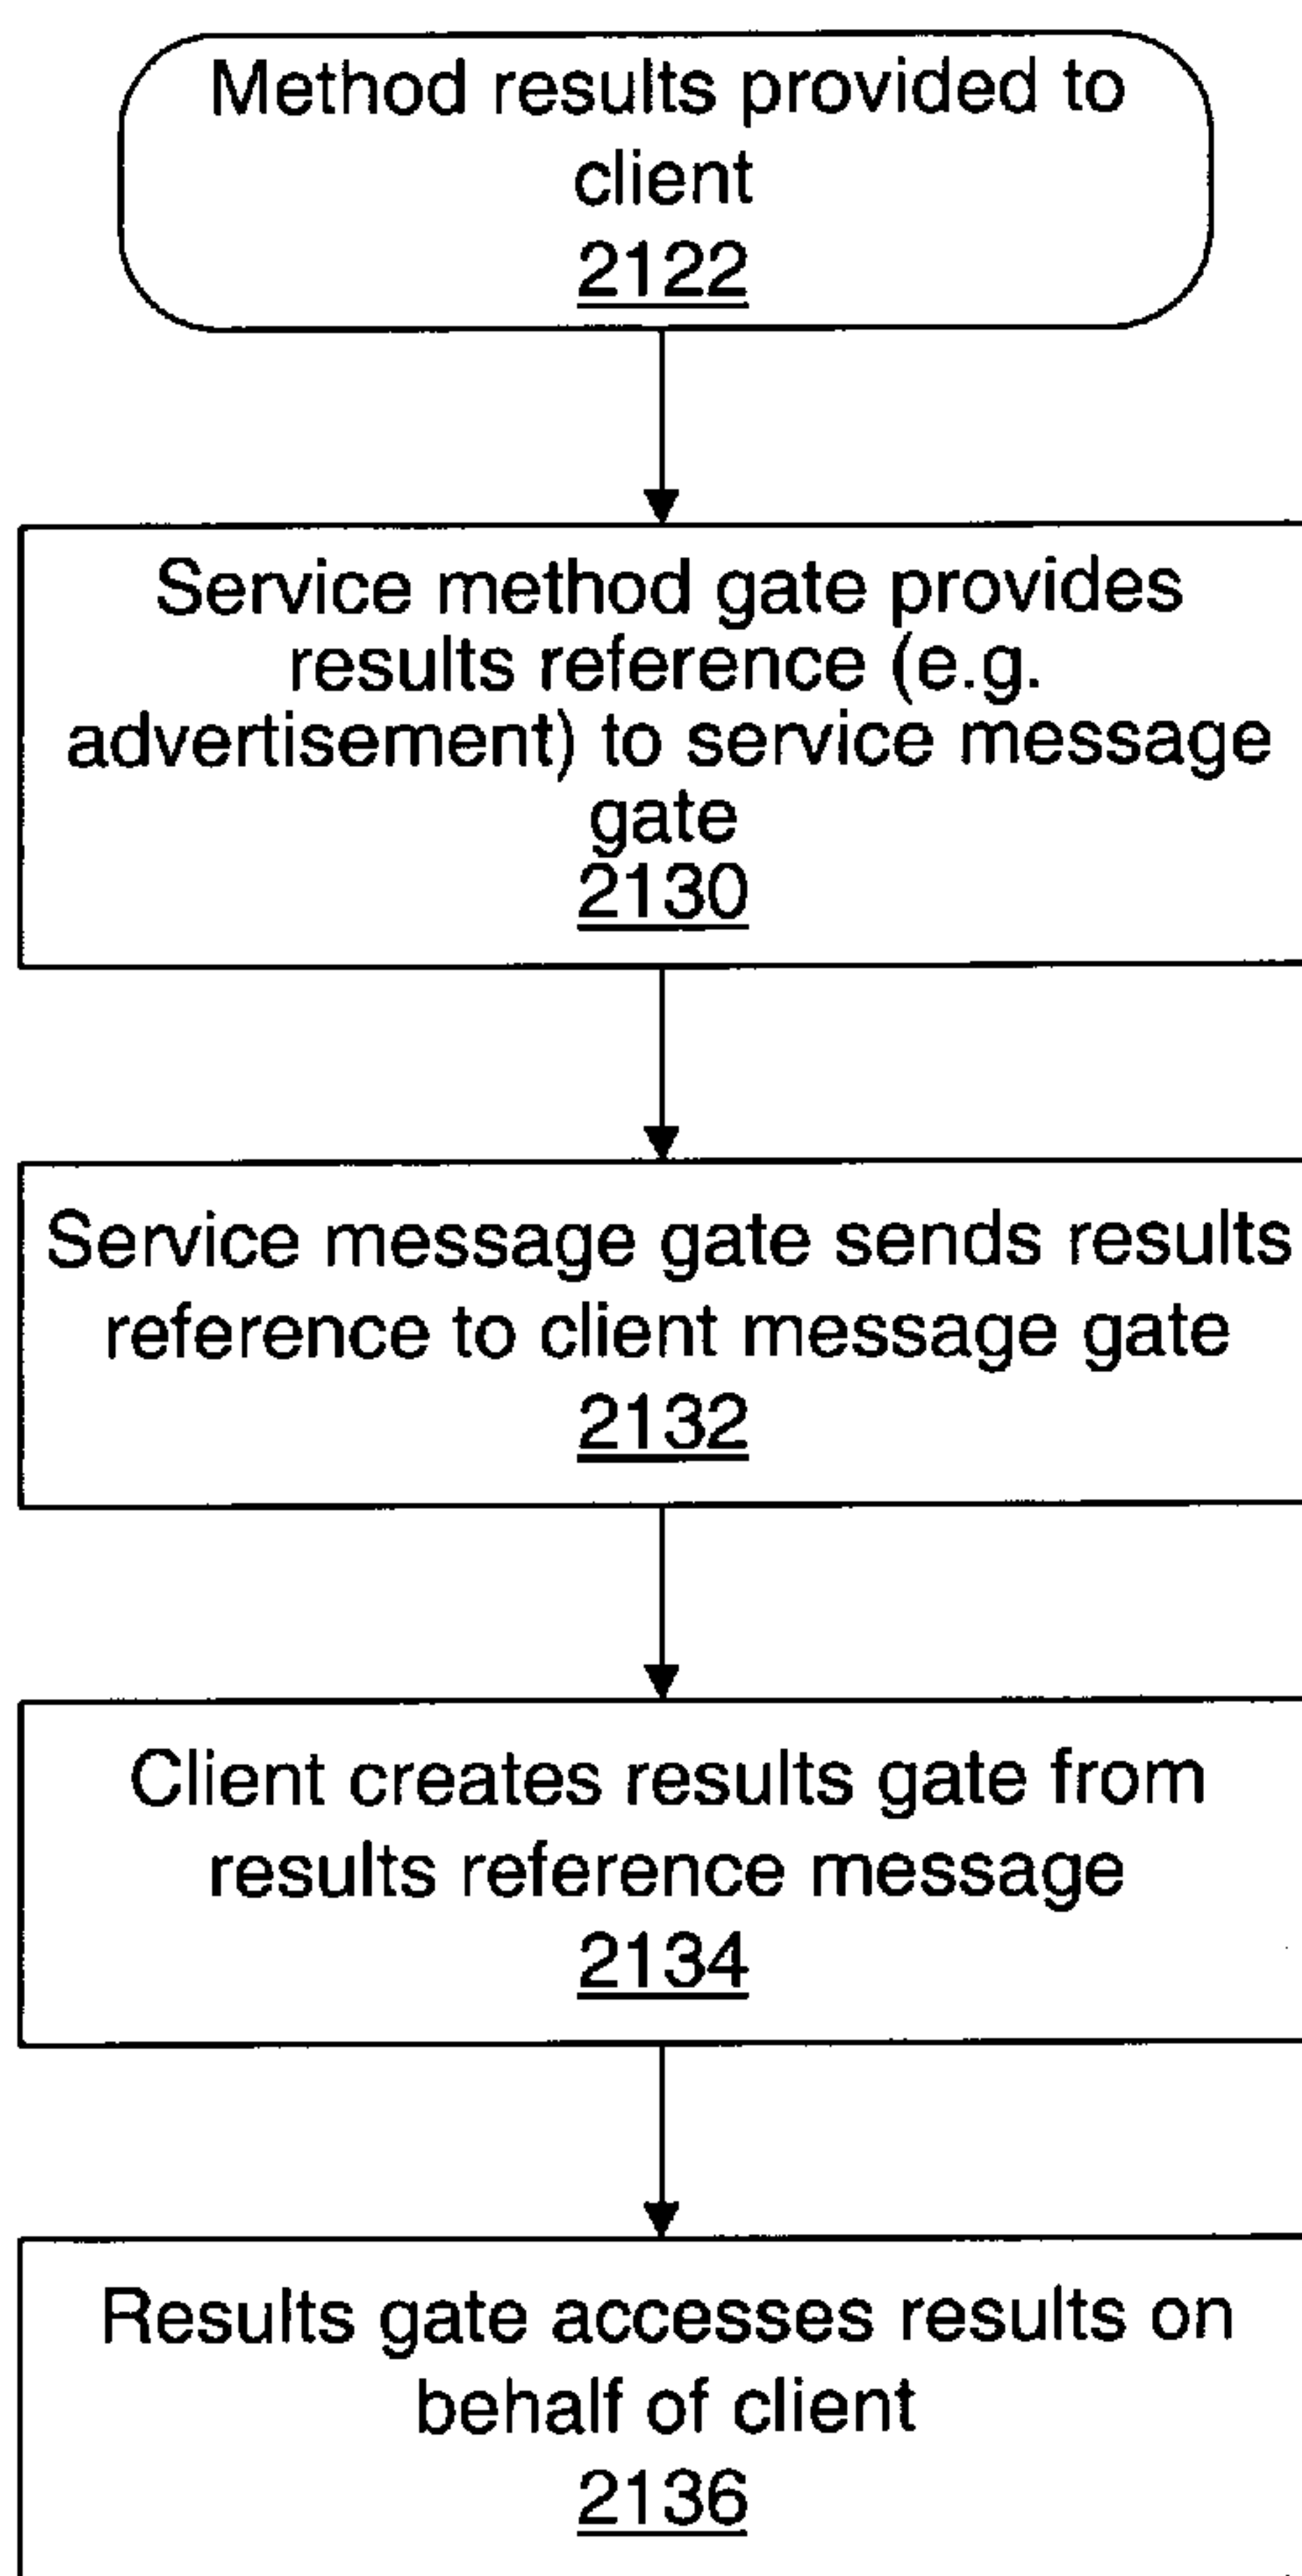 Method results provided to
client
2122
Service method gate provides
results reference (e.g.
advertisement) to service message
gate
2130
Service message gate sends results
reference to client message gate
2132
Client creates results gate from
results reference message
2134
Results gate accesses results on
behalf of client
2136